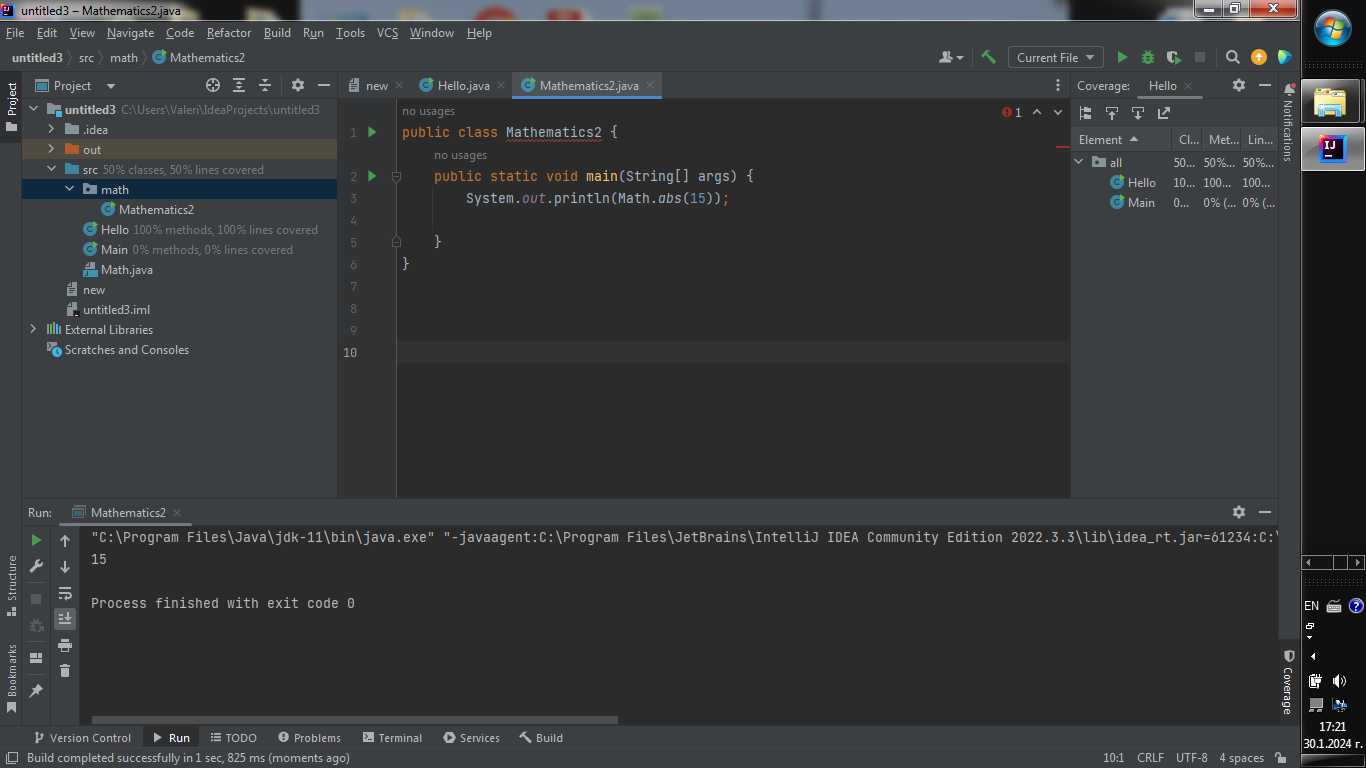 untitled3 – Mathematics2.java
File Edit View Navigate Code Refactor Build Run Tools VCS Window Help
untitled3 src math Mathematics2
Current File
Project
Project
untitled3 C:\Users\Valeri\IdeaProjects\untitled3
.idea
out
src 50% classes, 50% lines covered
math
Mathematics2
Hello 100% methods, 100% lines covered
Main 0% methods, 0% lines covered
Math.java
new
untitled3.iml
External Libraries
Scratches and Consoles
new Hello.java Mathematics2.java
no usages
1
1 public class Mathematics2 {
no usages
2 public static void main(String[] args) {
3 System.out.println(Math.abs(15));
4
5 }
6 }
7
8
9
10
Coverage: Hello
Element Cl... Met... Lin...
all 50... 50%... 50%...
Hello 10... 100... 100...
Main 0... 0% (... 0% (...
Notifications
Run: Mathematics2
"C:\Program Files\Java\jdk-11\bin\java.exe" "-javaagent:C:\Program Files\JetBrains\IntelliJ IDEA Community Edition 2022.3.3\lib\idea_rt.jar=61234:C:\
15
Process finished with exit code 0
Structure
Bookmarks
Coverage
Version Control Run TODO Problems Terminal Services Build
Build completed successfully in 1 sec, 825 ms (moments ago)
10:1 CRLF UTF-8 4 spaces
IJ
EN
17:21
30.1.2024 г.